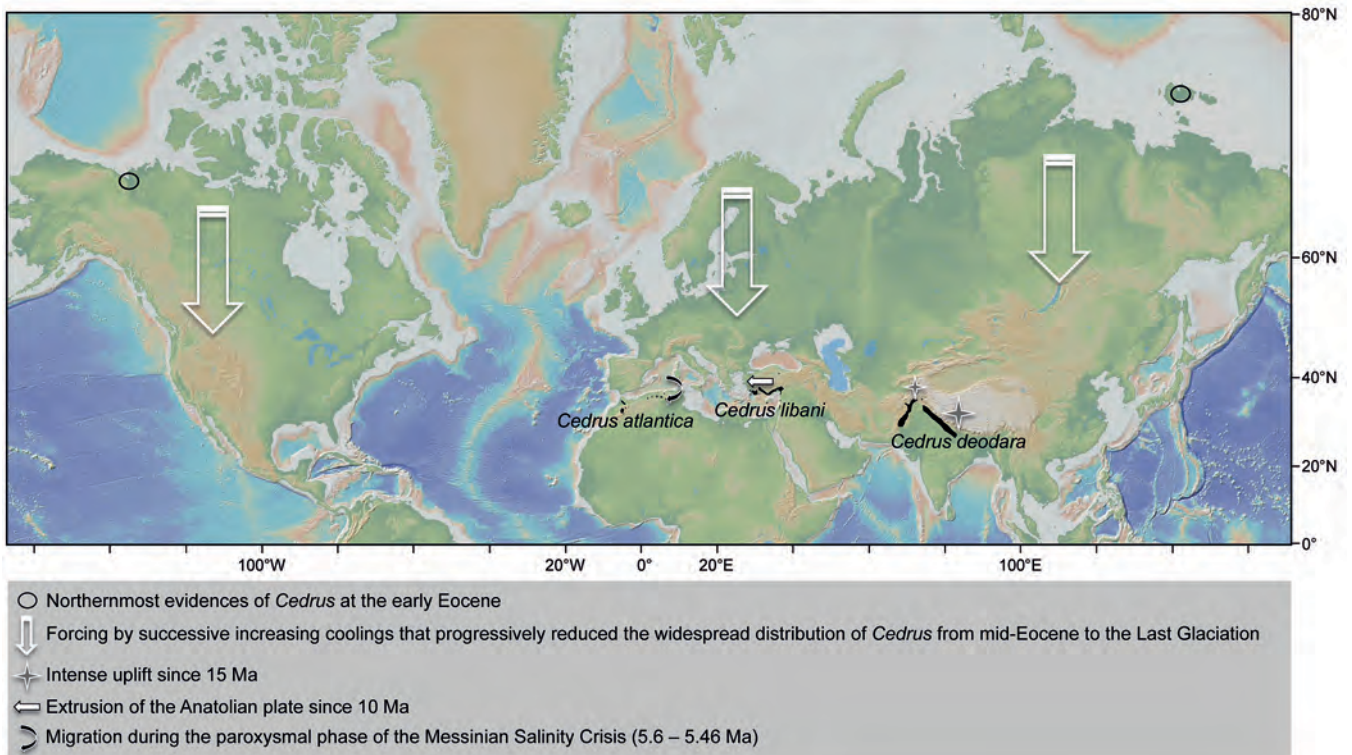 80°N
60°N
40°N
Cedrus atlantica
Cedrus libani
Cedrus deodara
20°N
0°
100°W
20°W
0°
20°E
100°E
Northernmost evidences of Cedrus at the early Eocene
Forcing by successive increasing coolings that progressively reduced the widespread distribution of Cedrus from mid-Eocene to the Last Glaciation
Intense uplift since 15 Ma
Extrusion of the Anatolian plate since 10 Ma
Migration during the paroxysmal phase of the Messinian Salinity Crisis (5.6 – 5.46 Ma)